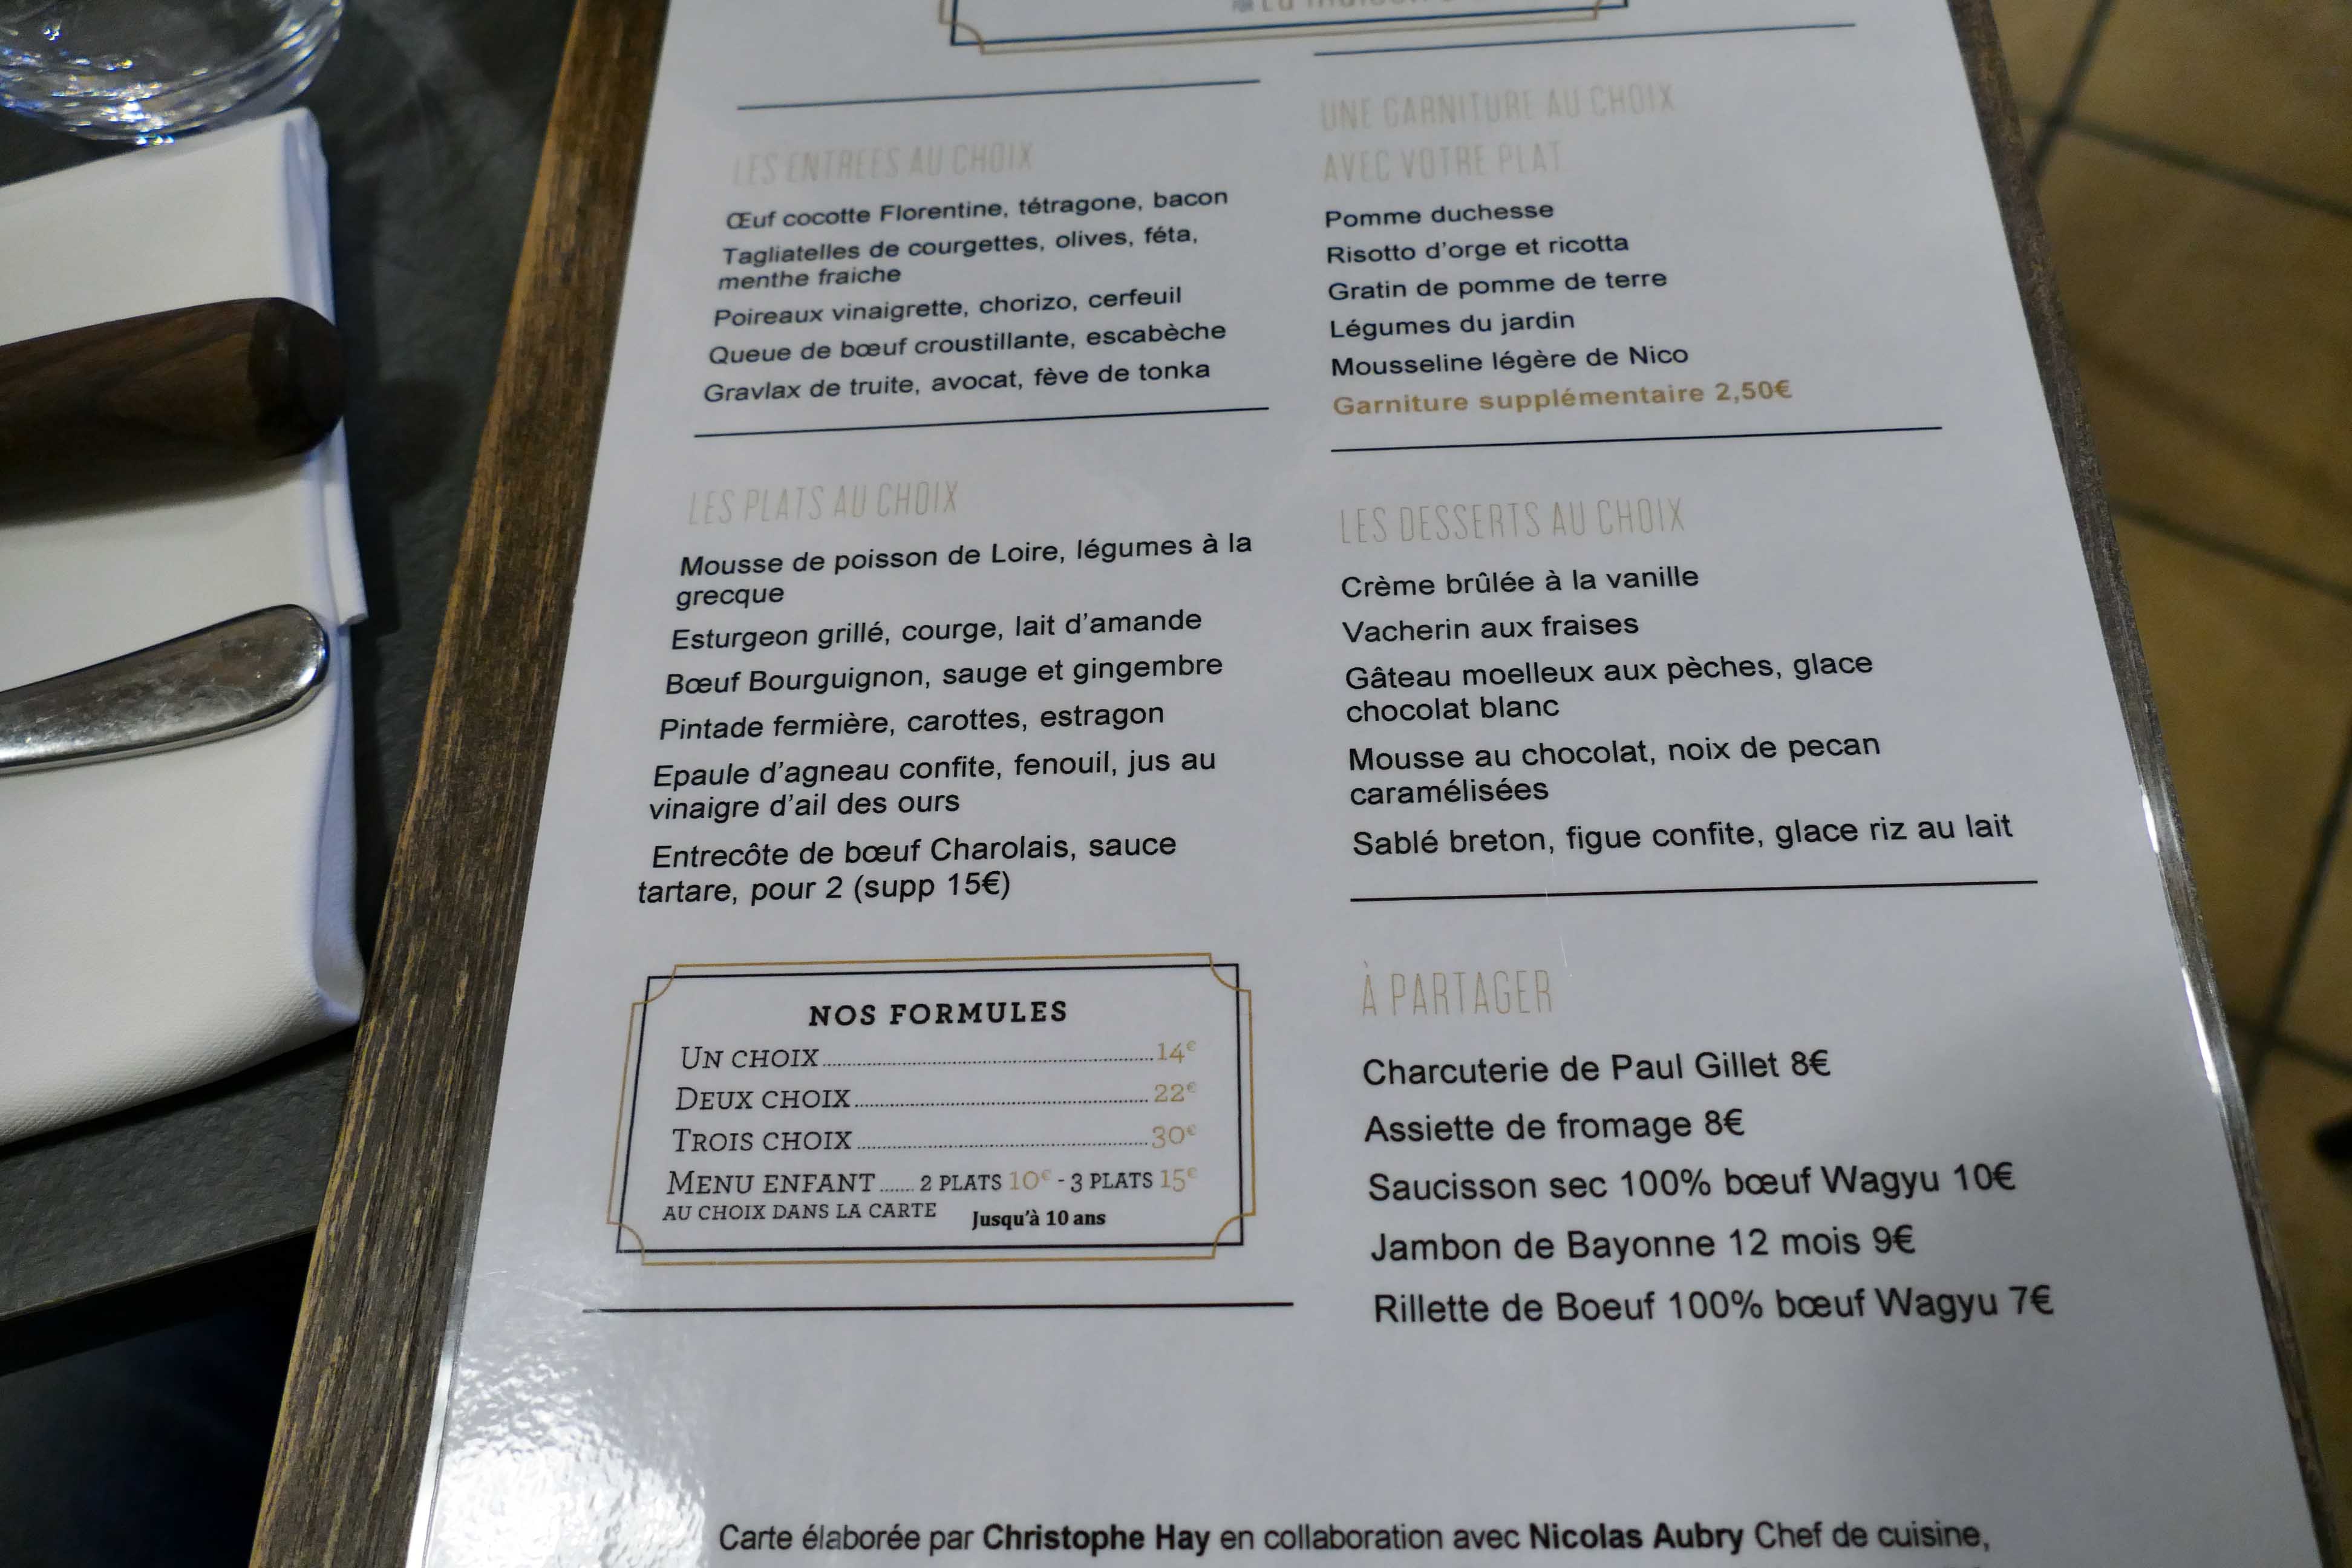 LES ENTREES AU CHOIX
Œuf cocotte Florentine, tétragone, bacon
Tagliatelles de courgettes, olives, féta,
menthe fraiche
Poireaux vinaigrette, chorizo, cerfeuil
Queue de bœuf croustillante, escabèche
Gravlax de truite, avocat, fève de tonka
LES PLATS AU CHOIX
Mousse de poisson de Loire, légumes à la
grecque
Esturgeon grillé, courge, lait d'amande
Bœuf Bourguignon, sauge et gingembre
Pintade fermière, carottes, estragon
Epaule d'agneau confite, fenouil, jus au
vinaigre d'ail des ours
Entrecôte de bœuf Charolais, sauce
tartare, pour 2 (supp 15€)
NOS FORMULES
UN CHOIX 14€
DEUX CHOIX 22€
TROIS CHOIX 30€
MENU ENFANT 2 PLATS 10€ - 3 PLATS 15€
AU CHOIX DANS LA CARTE Jusqu'à 10 ans
UNE GARNITURE AU CHOIX
AVEC VOTRE PLAT
Pomme duchesse
Risotto d'orge et ricotta
Gratin de pomme de terre
Légumes du jardin
Mousseline légère de Nico
Garniture supplémentaire 2,50€
LES DESSERTS AU CHOIX
Crème brûlée à la vanille
Vacherin aux fraises
Gâteau moelleux aux pèches, glace
chocolat blanc
Mousse au chocolat, noix de pecan
caramélisées
Sablé breton, figue confite, glace riz au lait
À PARTAGER
Charcuterie de Paul Gillet 8€
Assiette de fromage 8€
Saucisson sec 100% bœuf Wagyu 10€
Jambon de Bayonne 12 mois 9€
Rillette de Boeuf 100% bœuf Wagyu 7€
Carte élaborée par Christophe Hay en collaboration avec Nicolas Aubry Chef de cuisine,